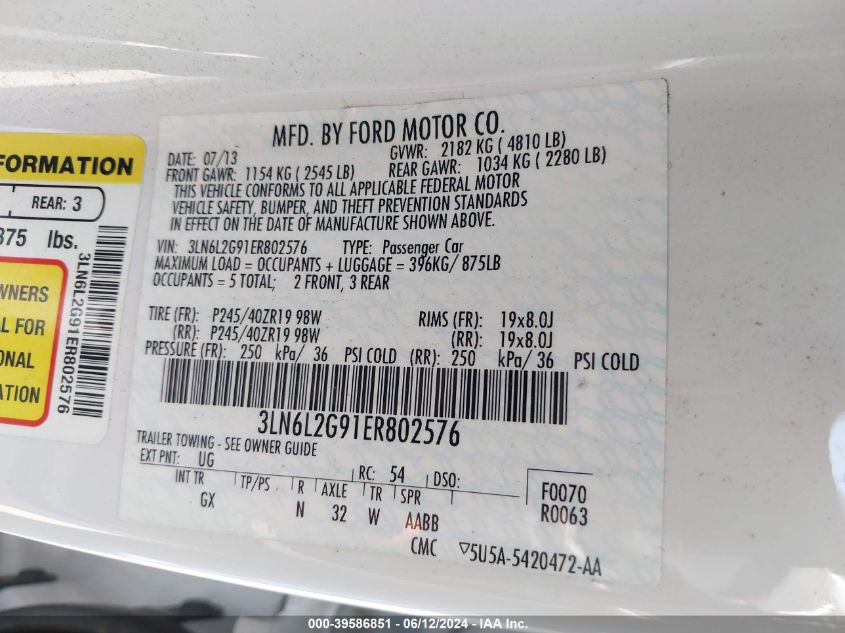 FORMATION
REAR: 3
875 lbs.
WNERS
AL FOR
ONAL
ATION
3LN6L2G91ER802576
MFD. BY FORD MOTOR CO.
DATE: 07/13 GVWR: 2182 KG ( 4810 LB)
FRONT GAWR: 1154 KG ( 2545 LB) REAR GAWR: 1034 KG ( 2280 LB)
THIS VEHICLE CONFORMS TO ALL APPLICABLE FEDERAL MOTOR
VEHICLE SAFETY, BUMPER, AND THEFT PREVENTION STANDARDS
IN EFFECT ON THE DATE OF MANUFACTURE SHOWN ABOVE.
VIN: 3LN6L2G91ER802576 TYPE: Passenger Car
MAXIMUM LOAD = OCCUPANTS + LUGGAGE = 396KG/ 875LB
OCCUPANTS = 5 TOTAL; 2 FRONT, 3 REAR
TIRE (FR): P245/40ZR19 98W RIMS (FR): 19x8.0J
(RR): P245/40ZR19 98W (RR): 19x8.0J
PRESSURE (FR): 250 kPa/ 36 PSI COLD (RR): 250 kPa/ 36 PSI COLD
3LN6L2G91ER802576
TRAILER TOWING - SEE OWNER GUIDE
EXT PNT: UG RC: 54 DSO:
INT TR TP/PS R AXLE TR SPR F0070
GX N 32 W AABB R0063
CMC ▽5U5A-5420472-AA
000-39586851 - 06/12/2024 - IAAI Inc.